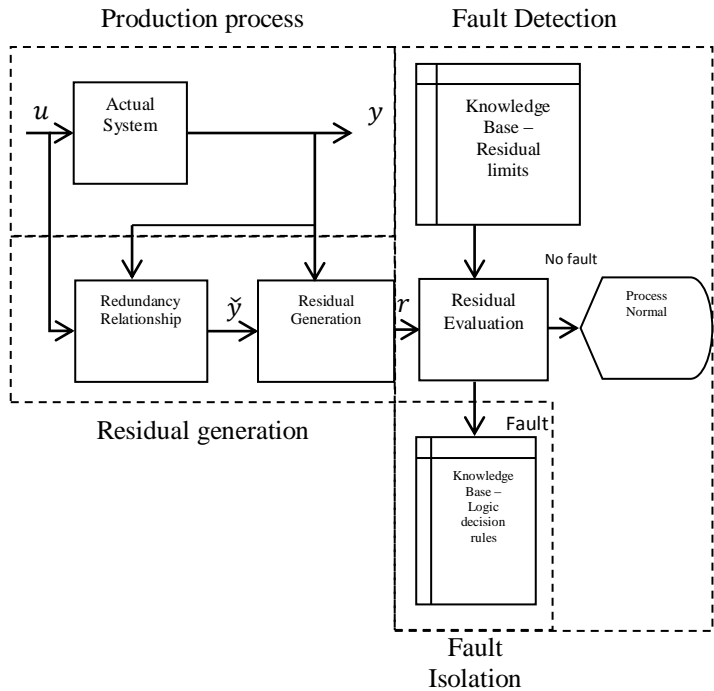 Production process
Fault Detection
u
Actual
System
y
Knowledge
Base –
Residual
limits
Redundancy
Relationship
y̌
Residual
Generation
r
Residual
Evaluation
No fault
Process
Normal
Residual generation
Fault
Knowledge
Base –
Logic
decision
rules
Fault
Isolation